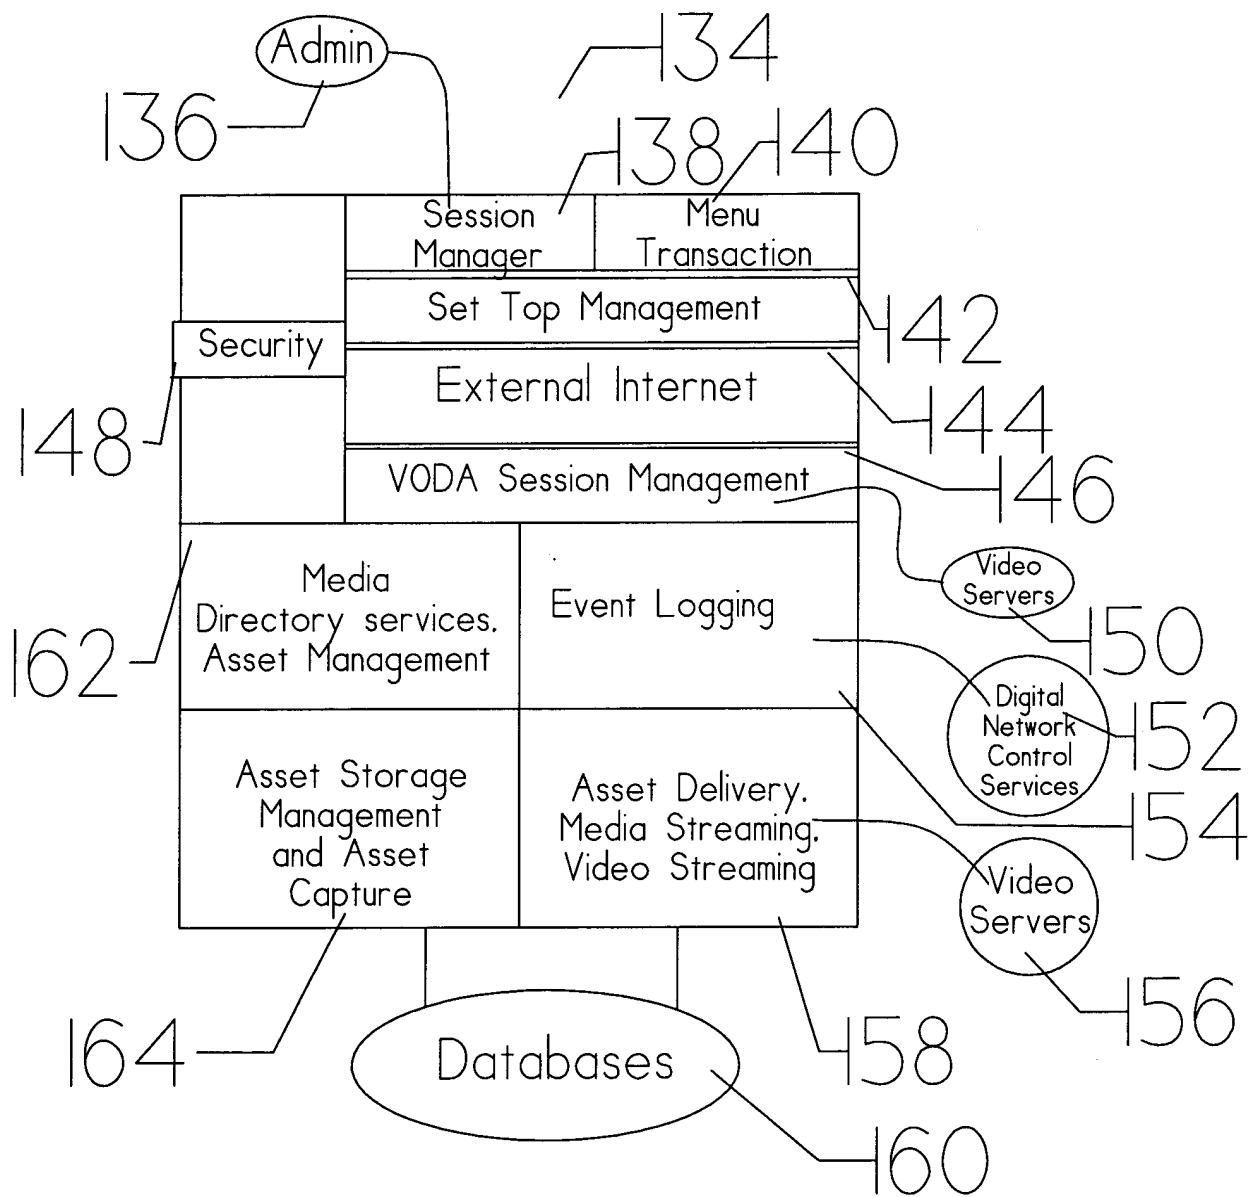 Admin
134
136
138
140
Session
Manager
Menu
Transaction
Set Top Management
142
Security
External Internet
144
148
VODA Session Management
146
Media
Directory services.
Asset Management
Event Logging
Video
Servers
150
162
Digital
Network
Control
Services
152
Asset Storage
Management
and Asset
Capture
Asset Delivery.
Media Streaming.
Video Streaming
154
Video
Servers
156
164
Databases
158
160